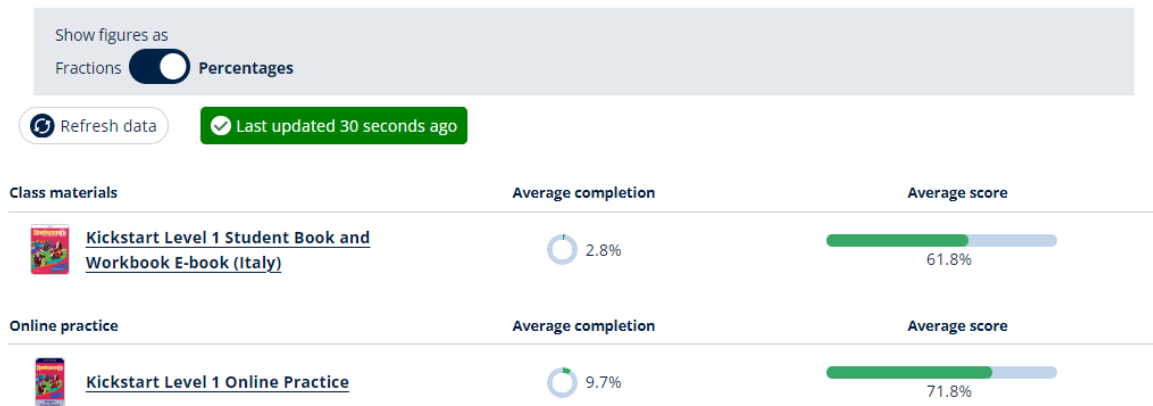 Show figures as
Fractions Percentages
Refresh data Last updated 30 seconds ago
Class materials Average completion Average score
Kickstart Level 1 Student Book and
Workbook E-book (Italy)
2.8%
61.8%
Online practice Average completion Average score
Kickstart Level 1 Online Practice
9.7%
71.8%